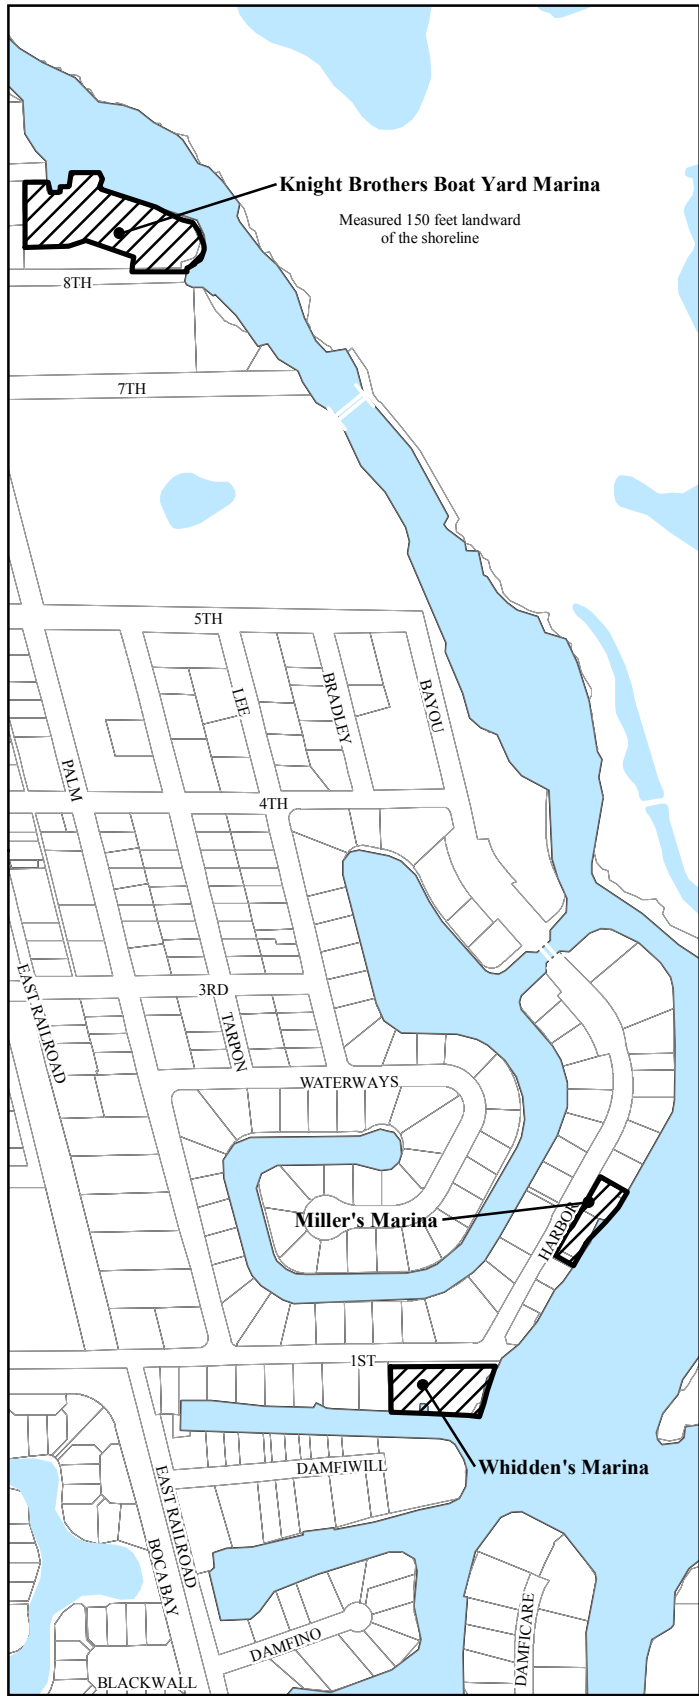 Knight Brothers Boat Yard Marina
Measured 150 feet landward
of the shoreline
8TH
7TH
5TH
LEE
BRADLEY
BAYOU
PALM
4TH
EAST RAILROAD
3RD
TARPON
WATERWAYS
Miller's Marina
HARBOR
1ST
Whidden's Marina
DAMFIWILL
EAST RAILROAD
BOCA BAY
DAMFINO
DAMFICARE
BLACKWALL